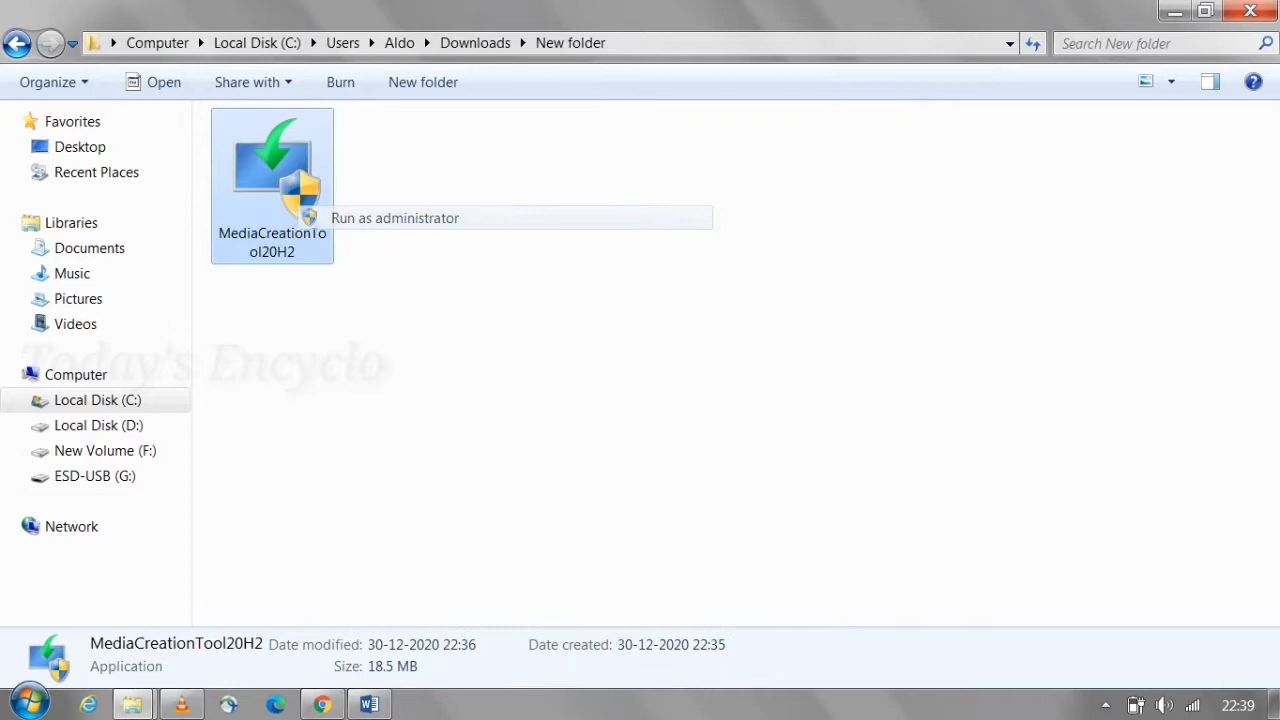 Computer Local Disk (C:) Users Aldo Downloads New folder
Search New folder
Organize Open Share with Burn New folder
Favorites
Desktop
Recent Places
Libraries
Documents
Music
Pictures
Videos
Computer
Local Disk (C:)
Local Disk (D:)
New Volume (F:)
ESD-USB (G:)
Network
Run as administrator
MediaCreationTo
ol20H2
Today's Encyclo
MediaCreationTool20H2 Date modified: 30-12-2020 22:36 Date created: 30-12-2020 22:35
Application Size: 18.5 MB
22:39